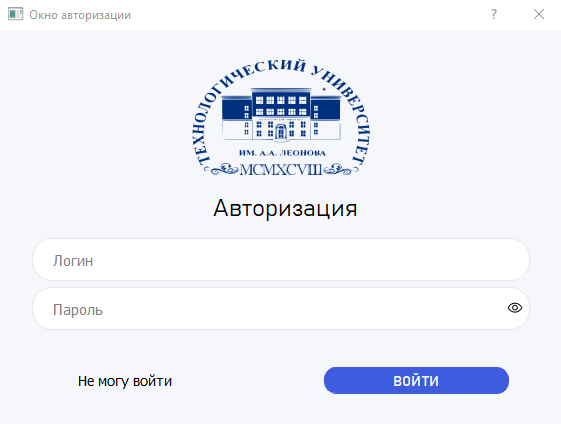 Окно авторизации
ТЕХНОЛОГИЧЕСКИЙ УНИВЕРСИТЕТ
ИМ. А.А. ЛЕОНОВА
MCMXCVIII
Авторизация
Логин
Пароль
Не могу войти
ВОЙТИ